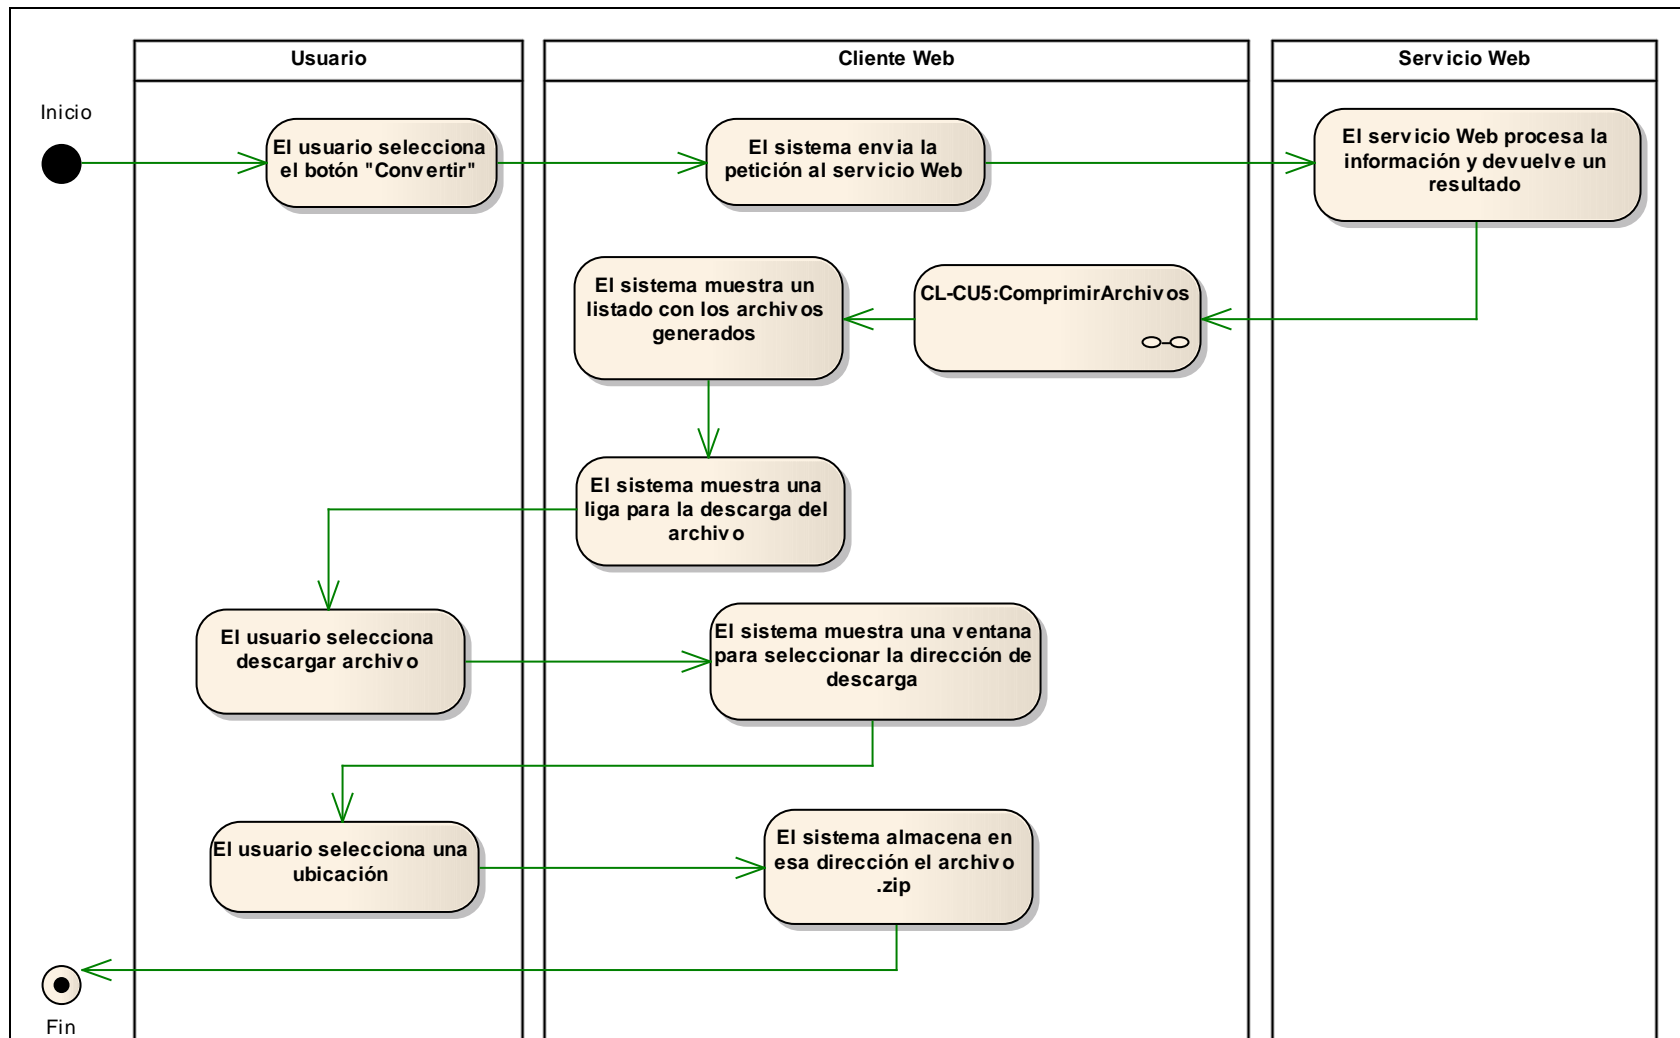 Usuario
Cliente Web
Servicio Web
Inicio
El usuario selecciona
el botón "Convertir"
El sistema envia la
petición al servicio Web
El servicio Web procesa la
información y devuelve un
resultado
El sistema muestra un
listado con los archivos
generados
CL-CU5:ComprimirArchivos
El sistema muestra una
liga para la descarga del
archivo
El usuario selecciona
descargar archivo
El sistema muestra una ventana
para seleccionar la dirección de
descarga
El usuario selecciona una
ubicación
El sistema almacena en
esa dirección el archivo
.zip
Fin